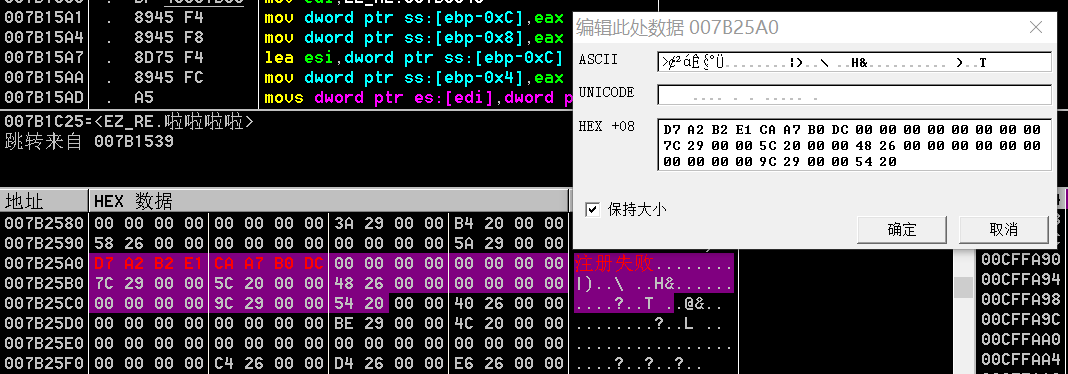 007B15A1 . 8945 F4 mov dword ptr ss:[ebp-0xC],eax
007B15A4 . 8945 F8 mov dword ptr ss:[ebp-0x8],eax
007B15A7 . 8D75 F4 lea esi,dword ptr ss:[ebp-0xC]
007B15AA . 8945 FC mov dword ptr ss:[ebp-0x4],eax
007B15AD . A5 movs dword ptr es:[edi],dword p
007B1C25=<EZ_RE.啦啦啦啦>
跳转来自 007B1539
编辑此处数据 007B25A0
ASCII
UNICODE
HEX +08
D7 A2 B2 E1 CA A7 B0 DC 00 00 00 00 00 00 00 00
7C 29 00 00 5C 20 00 00 48 26 00 00 00 00 00 00
00 00 00 00 9C 29 00 00 54 20
保持大小
确定
取消
地址 HEX 数据
007B2580 00 00 00 00 00 00 00 00 3A 29 00 00 B4 20 00 00
007B2590 58 26 00 00 00 00 00 00 00 00 00 00 5A 29 00 00
007B25A0 D7 A2 B2 E1 CA A7 B0 DC 00 00 00 00 00 00 00 00 注册失败........
007B25B0 7C 29 00 00 5C 20 00 00 48 26 00 00 00 00 00 00 |)..\ ..H&......
007B25C0 00 00 00 00 9C 29 00 00 54 20 00 00 40 26 00 00 ....?..T ..@&..
007B25D0 00 00 00 00 00 00 00 00 BE 29 00 00 4C 20 00 00 .........?..L ..
007B25E0 00 00 00 00 00 00 00 00 00 00 00 00 00 00 00 00 ................
007B25F0 00 00 00 00 C4 26 00 00 D4 26 00 00 E6 26 00 00 ....?..?..?..
00CFFA90
00CFFA94
00CFFA98
00CFFA9C
00CFFAA0
00CFFAA4